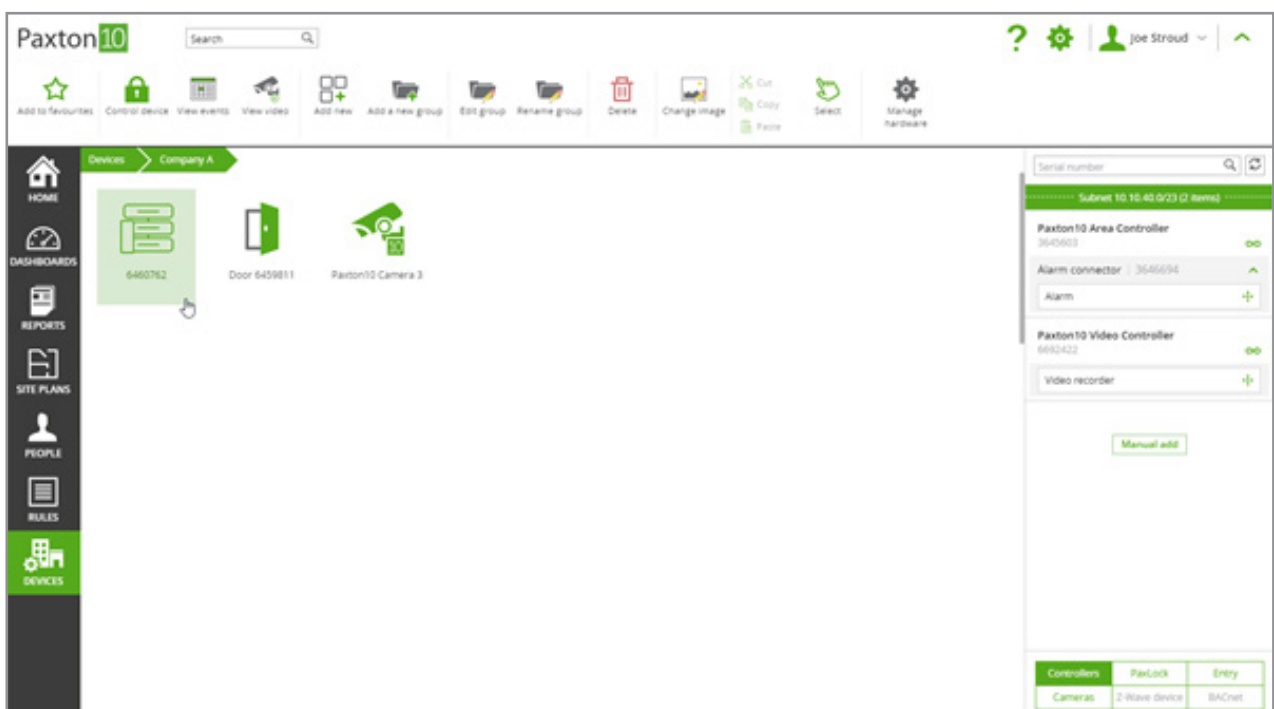 Paxton10
Search
Joe Stroud
Add to favourites
Control device
View events
View video
Add new
Add a new group
Edit group
Rename group
Delete
Change image
Cut
Copy
Paste
Select
Manage
hardware
HOME
DASHBOARDS
REPORTS
SITE PLANS
PEOPLE
RULES
DEVICES
Devices
Company A
6460762
Door 6459811
10
Paxton10 Camera 3
Serial number
Subnet 10.10.40.0/23 (2 items)
Paxton10 Area Controller
3645603
Alarm connector | 3646694
Alarm
Paxton10 Video Controller
6692422
Video recorder
Manual add
Controllers
PaxLock
Entry
Cameras
Z-Wave device
BACnet